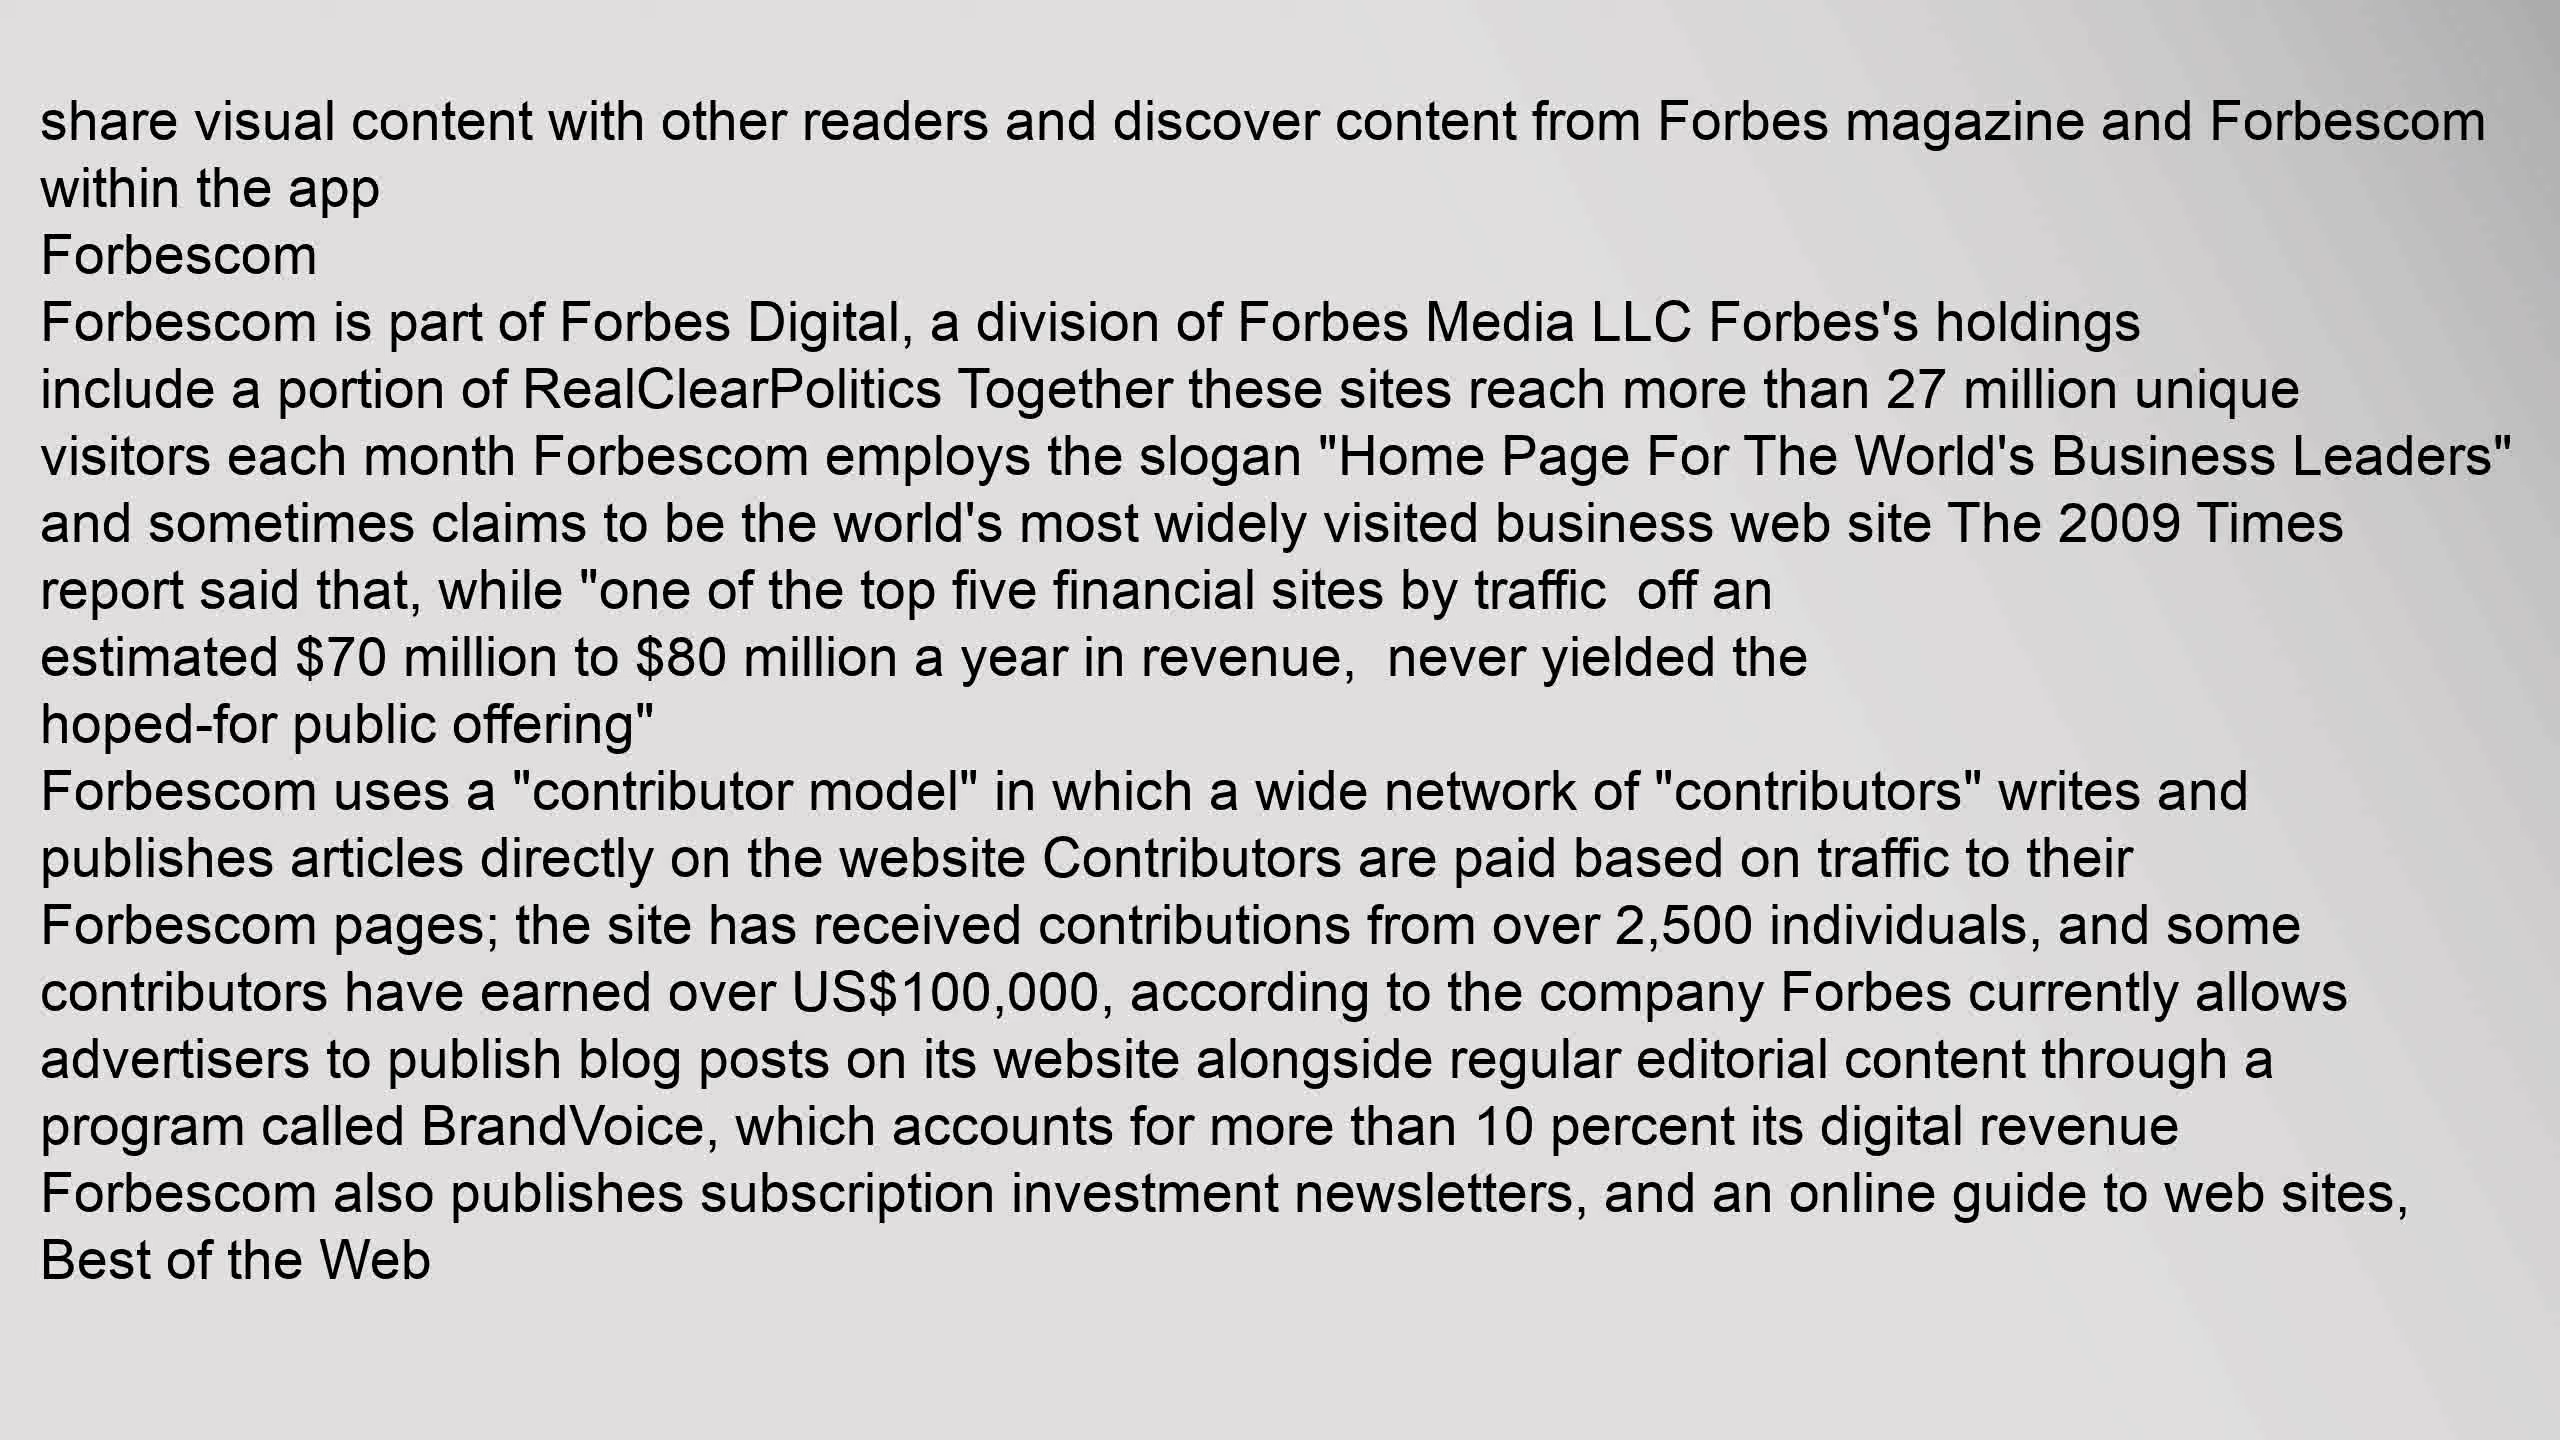 share visual content with other readers and discover content from Forbes magazine and Forbescom
within the app
Forbescom
Forbescom is part of Forbes Digital, a division of Forbes Media LLC Forbes's holdings
include a portion of RealClearPolitics Together these sites reach more than 27 million unique
visitors each month Forbescom employs the slogan "Home Page For The World's Business Leaders"
and sometimes claims to be the world's most widely visited business web site The 2009 Times
report said that, while "one of the top five financial sites by traffic  off an
estimated $70 million to $80 million a year in revenue,  never yielded the
hoped-for public offering"
Forbescom uses a "contributor model" in which a wide network of "contributors" writes and
publishes articles directly on the website Contributors are paid based on traffic to their
Forbescom pages; the site has received contributions from over 2,500 individuals, and some
contributors have earned over US$100,000, according to the company Forbes currently allows
advertisers to publish blog posts on its website alongside regular editorial content through a
program called BrandVoice, which accounts for more than 10 percent its digital revenue
Forbescom also publishes subscription investment newsletters, and an online guide to web sites,
Best of the Web